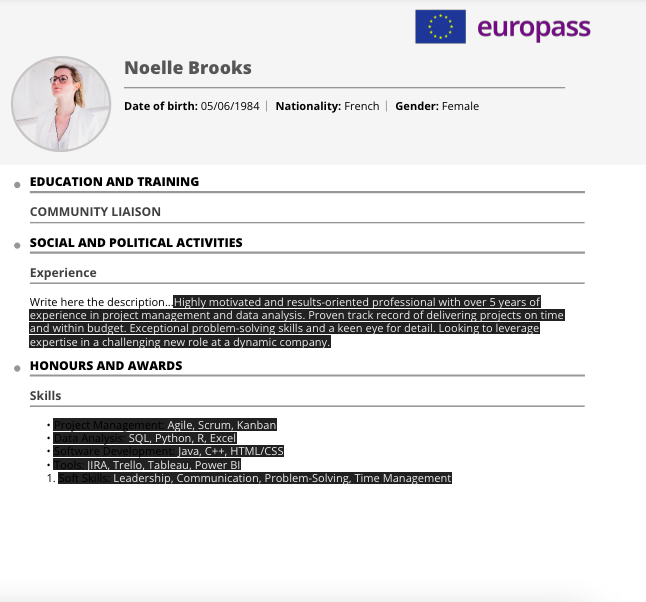 europass
Noelle Brooks
Date of birth: 05/06/1984 | Nationality: French | Gender: Female
EDUCATION AND TRAINING
COMMUNITY LIAISON
SOCIAL AND POLITICAL ACTIVITIES
Experience
Write here the description...Highly motivated and results-oriented professional with over 5 years of
experience in project management and data analysis. Proven track record of delivering projects on time
and within budget. Exceptional problem-solving skills and a keen eye for detail. Looking to leverage
expertise in a challenging new role at a dynamic company.
HONOURS AND AWARDS
Skills
• Project Management: Agile, Scrum, Kanban
• Data Analysis: SQL, Python, R, Excel
• Software Development: Java, C++, HTML/CSS
• Tools: JIRA, Trello, Tableau, Power BI
1. Soft Skills: Leadership, Communication, Problem-Solving, Time Management